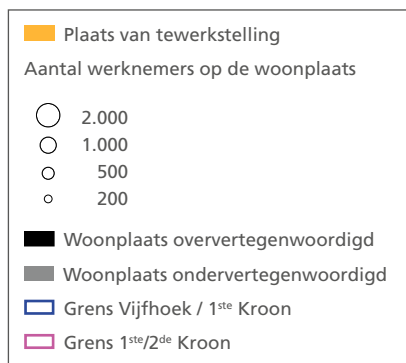 Plaats van tewerkstelling
Aantal werknemers op de woonplaats
2.000
1.000
500
200
Woonplaats oververtegenwoordigd
Woonplaats ondervertegenwoordigd
Grens Vijfhoek / 1ste Kroon
Grens 1ste/2de Kroon